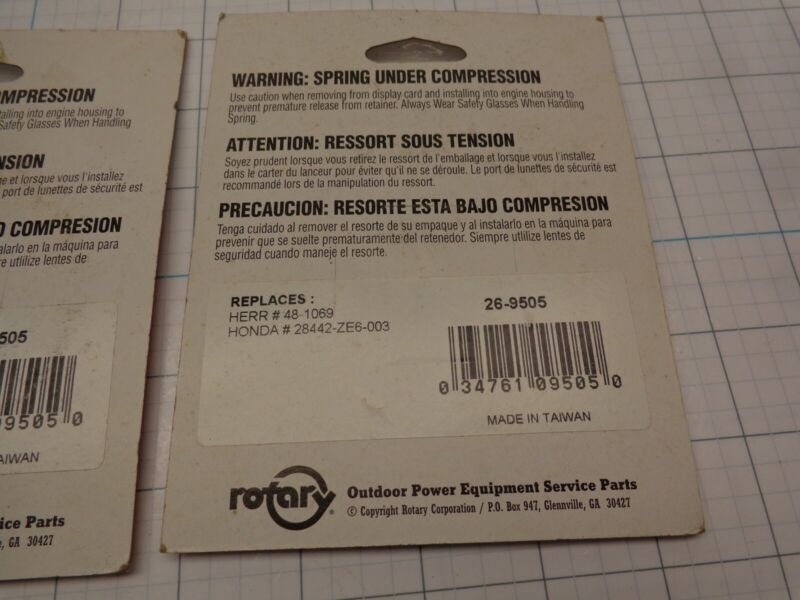 OMPRESSION
alling into engine housing to
Safety Glasses When Handling
NSION
ge et lorsque vous l'installez
port de lunettes de sécurité est
O COMPRESION
alarlo en la máquina para
re utlilize lentes de
505
09505 0
AIWAN
ice Parts
, GA 30427
WARNING: SPRING UNDER COMPRESSION
Use caution when removing from display card and installing into engine housing to
prevent premature release from retainer. Always Wear Safety Glasses When Handling
Spring.
ATTENTION: RESSORT SOUS TENSION
Soyez prudent lorsque vous retirez le ressort de l'emballage et lorsque vous l'installez
dans le carter du lanceur pour éviter qu'il ne se déroule. Le port de lunettes de sécurité est
recommandé lors de la manipulation du ressort.
PRECAUCION: RESORTE ESTA BAJO COMPRESION
Tenga cuidado al remover el resorte de su empaque y al instalarlo en la máquina para
prevenir que se suelte prematuramente del retenedor. Siempre utlilize lentes de
seguridad cuando maneje el resorte.
REPLACES :
HERR # 48-1069
HONDA # 28442-ZE6-003
26-9505
0 34761 09505 0
MADE IN TAIWAN
rotary
Outdoor Power Equipment Service Parts
© Copyright Rotary Corporation / P.O. Box 947, Glennville, GA 30427